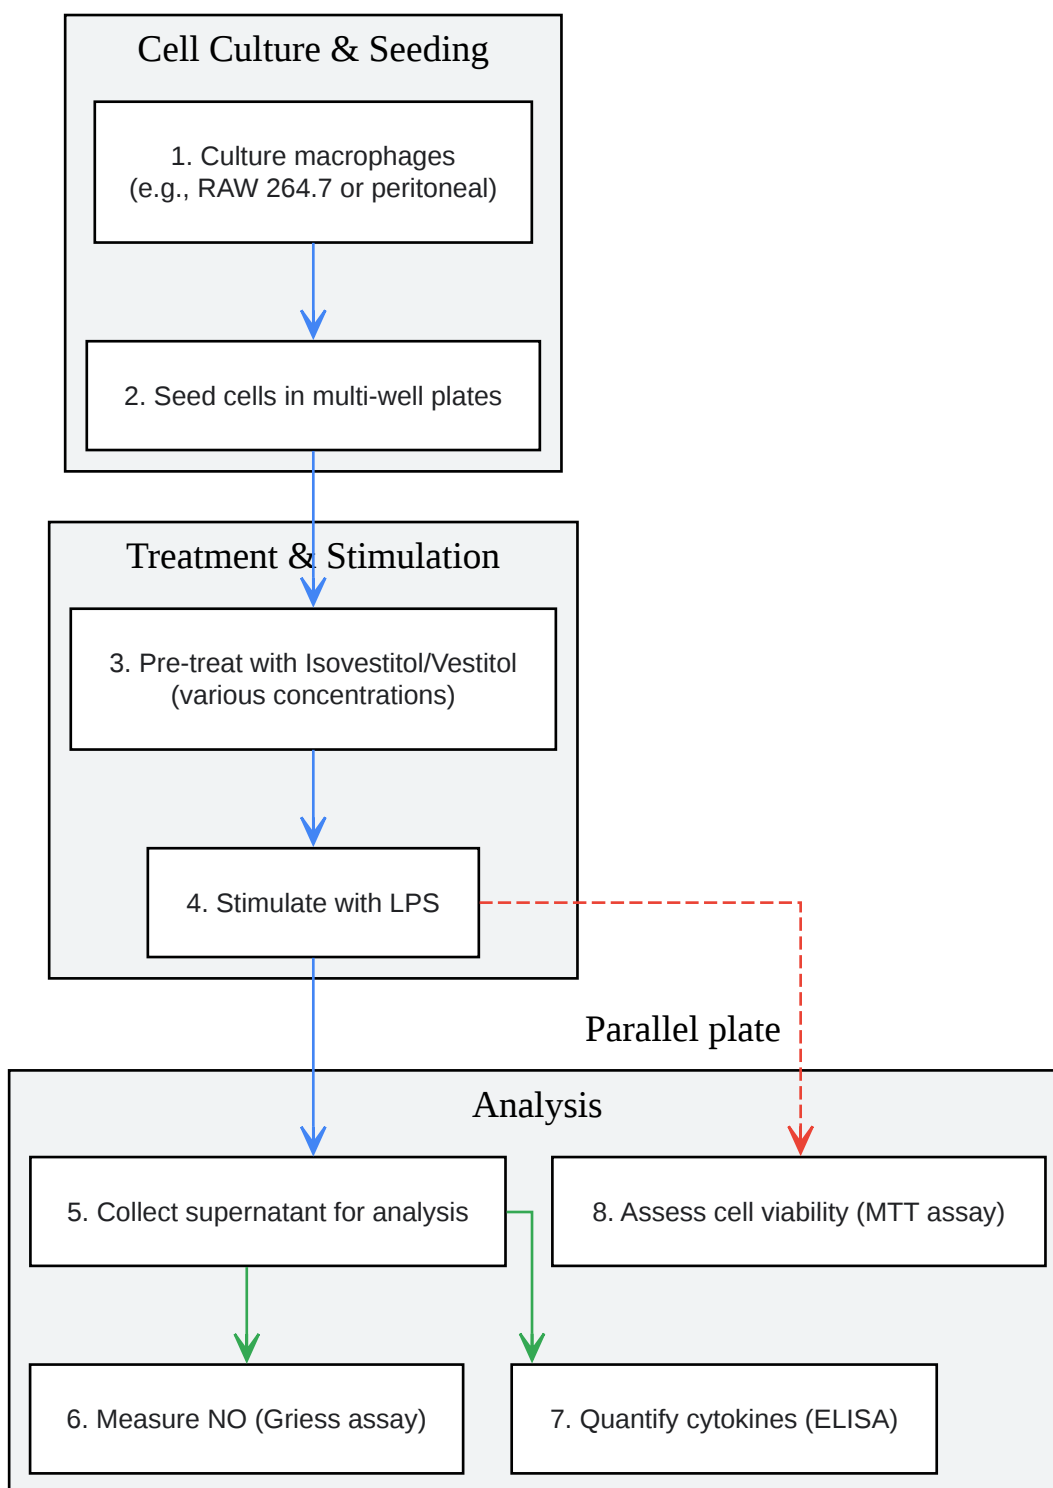 Cell Culture & Seeding
1. Culture macrophages
(e.g., RAW 264.7 or peritoneal)
2. Seed cells in multi-well plates
Treatment & Stimulation
3. Pre-treat with Isovestitol/Vestitol
(various concentrations)
4. Stimulate with LPS
Parallel plate
Analysis
5. Collect supernatant for analysis
8. Assess cell viability (MTT assay)
6. Measure NO (Griess assay)
7. Quantify cytokines (ELISA)